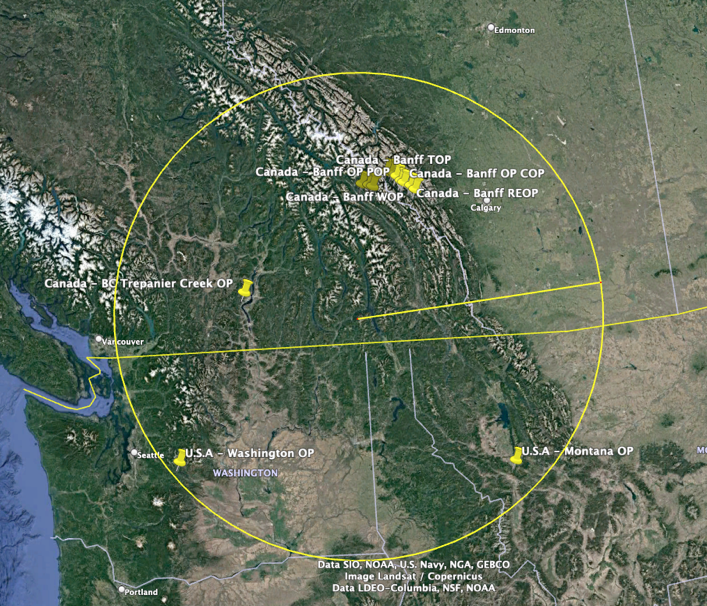 Edmonton
Canada - Banff TOP
Canada - Banff OP POP
Canada - Banff OP COP
Canada - Banff REOP
Canada - Banff WOP
Calgary
Canada - BC Trepanier Creek OP
Vancouver
Seattle
U.S.A - Washington OP
U.S.A - Montana OP
MO
WASHINGTON
Data SIO, NOAA, U.S. Navy, NGA, GEBCO
Image Landsat / Copernicus
Data LDEO-Columbia, NSF, NOAA
Portland